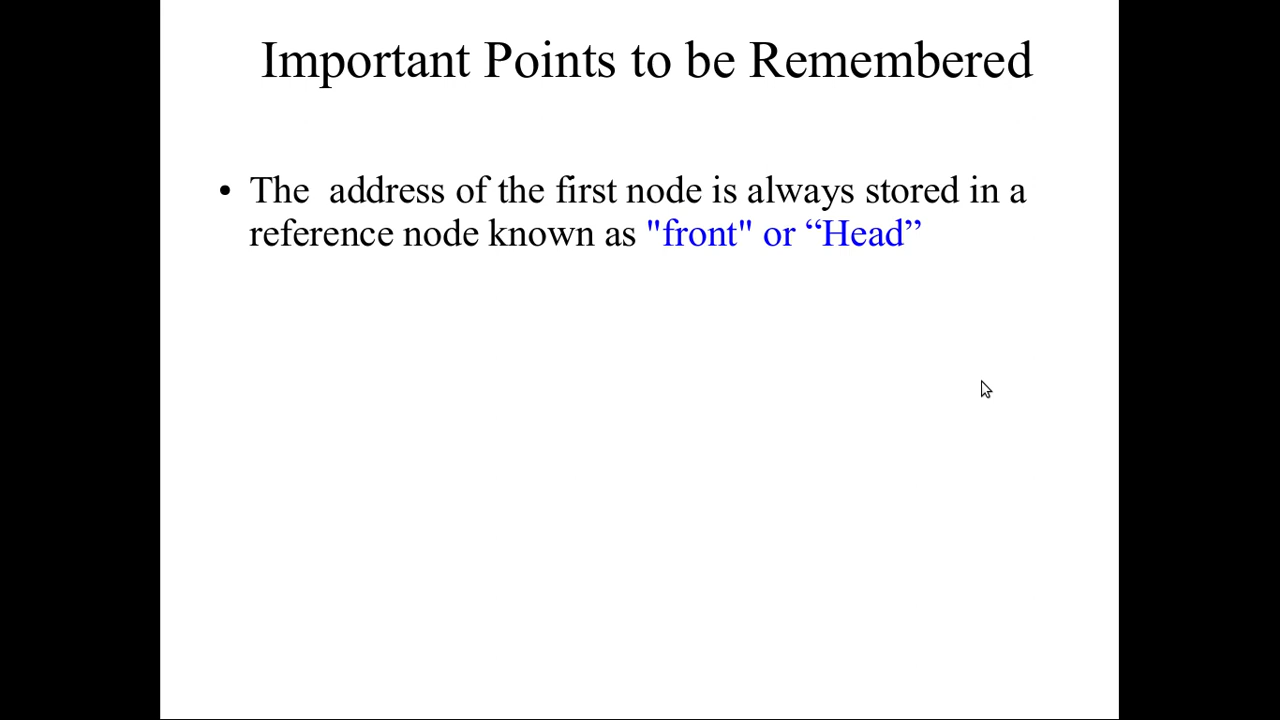 Important Points to be Remembered
• The  address of the first node is always stored in a
reference node known as "front" or “Head”